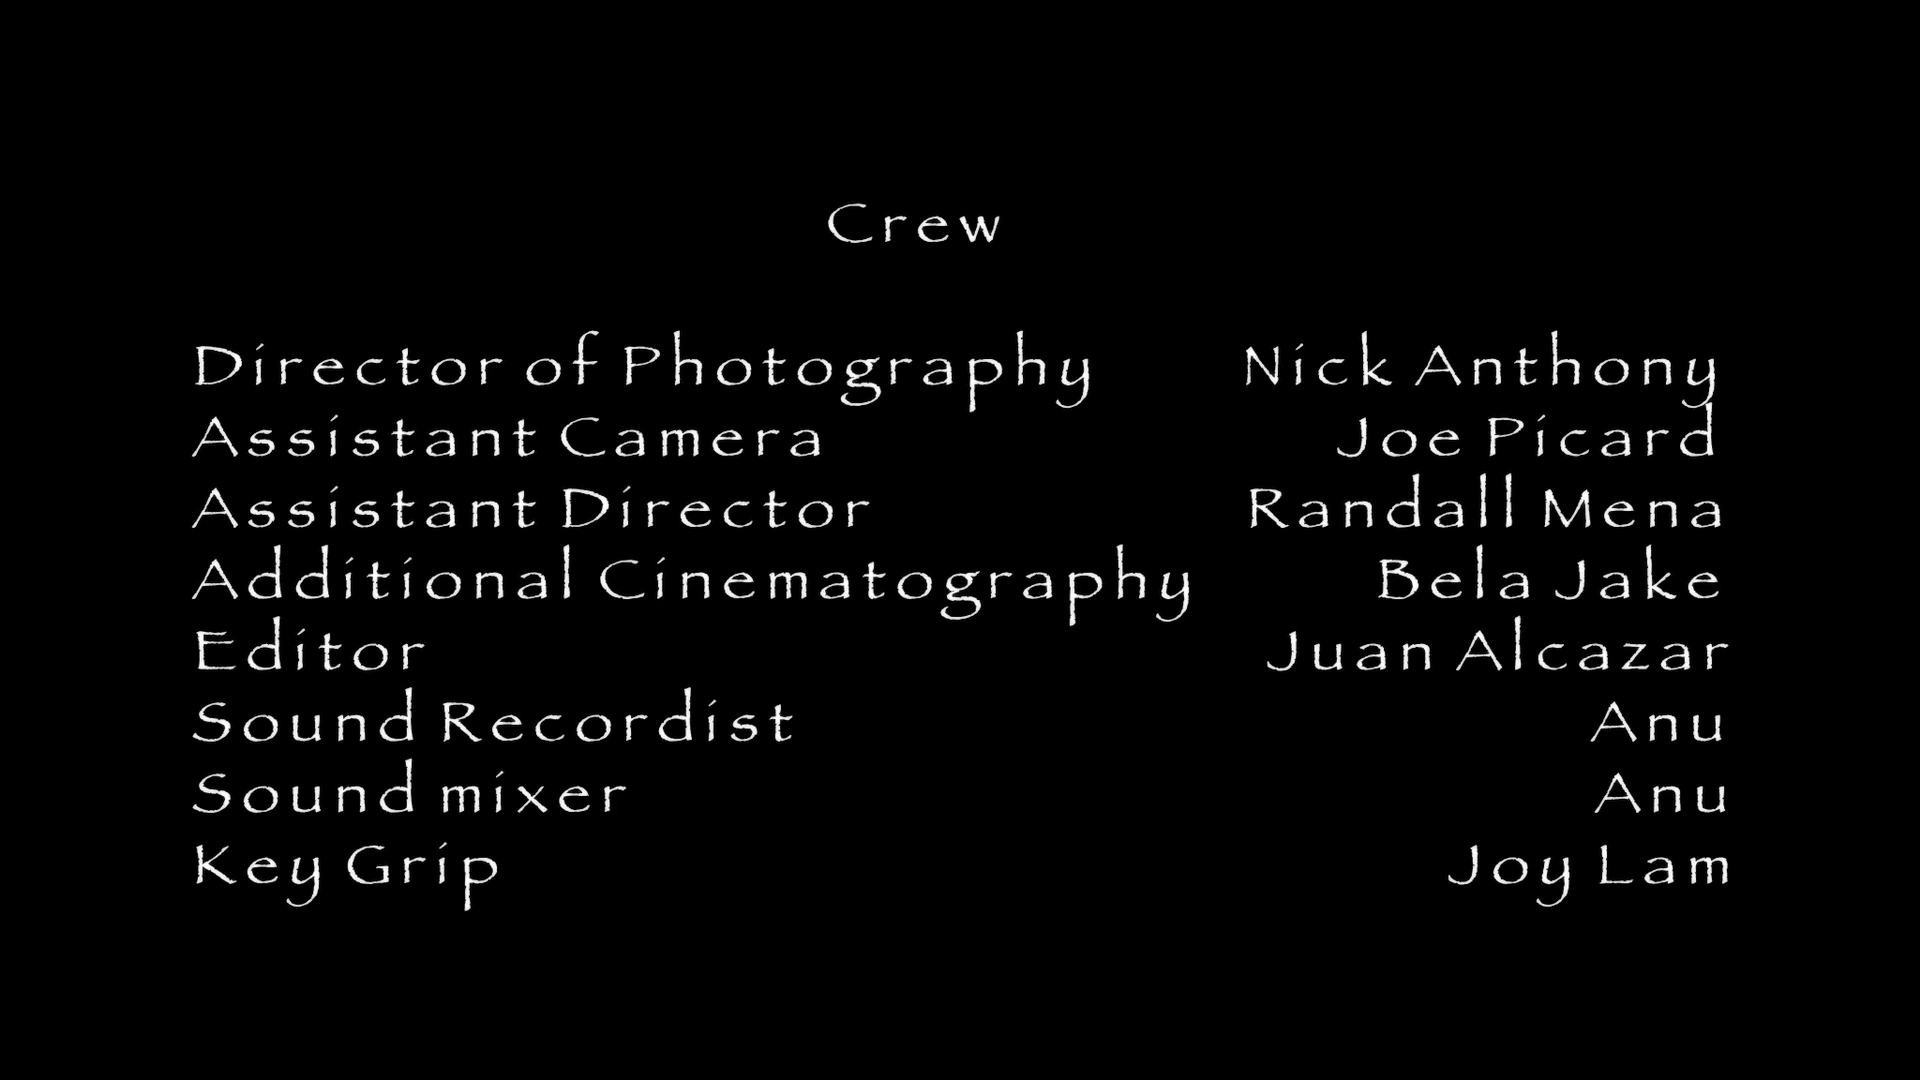 Crew
Director of Photography Nick Anthony
Assistant Camera Joe Picard
Assistant Director Randall Mena
Additional Cinematography Bela Jake
Editor Juan Alcazar
Sound Recordist Anu
Sound mixer Anu
Key Grip Joy Lam